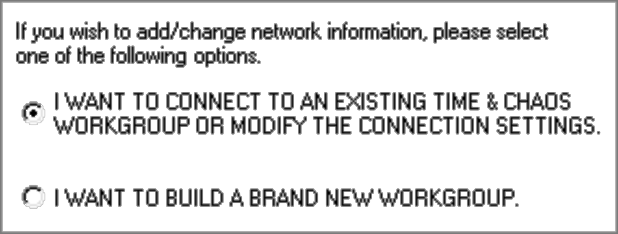 If you wish to add/change network information, please select
one of the following options.
I WANT TO CONNECT TO AN EXISTING TIME & CHAOS
WORKGROUP OR MODIFY THE CONNECTION SETTINGS.
I WANT TO BUILD A BRAND NEW WORKGROUP.